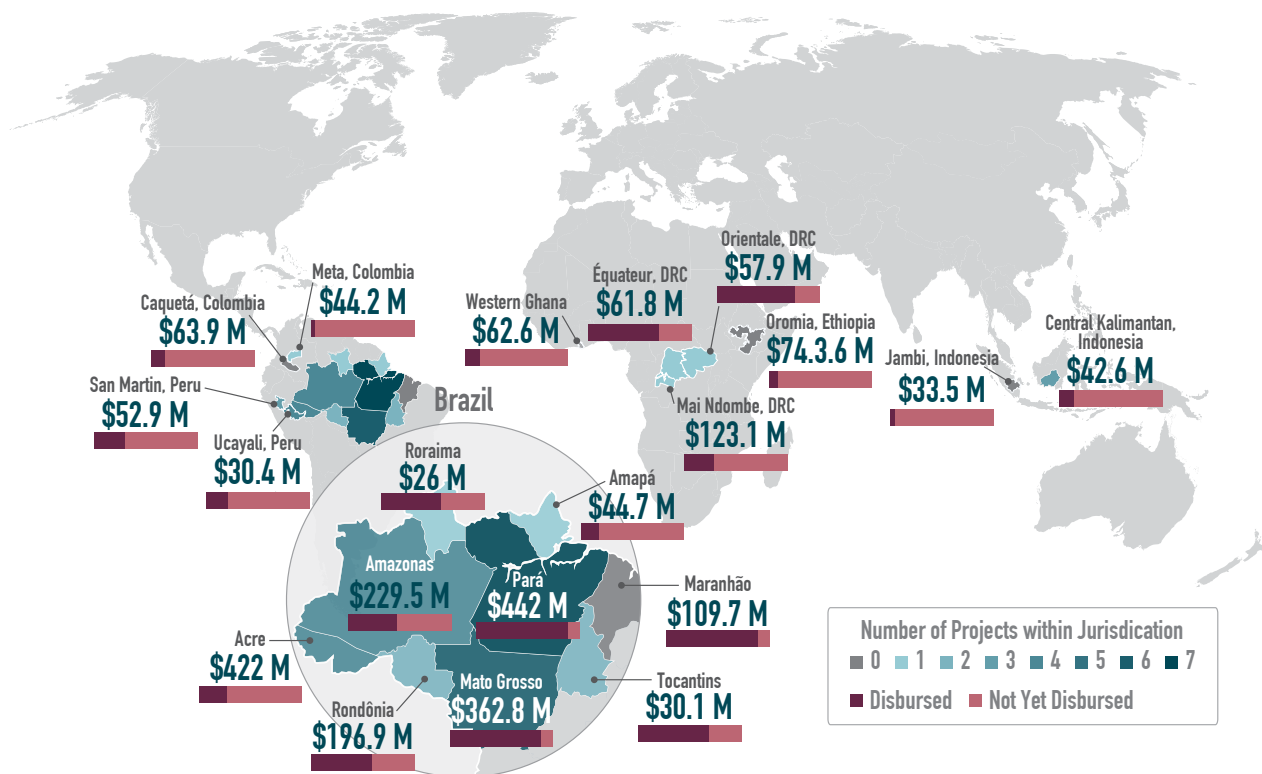 Orientale, DRC
$57.9 M
Meta, Colombia
$44.2 M
Équateur, DRC
$61.8 M
Caquetá, Colombia
$63.9 M
Western Ghana
$62.6 M
Oromia, Ethiopia
$74.3.6 M
Central Kalimantan,
Indonesia
$42.6 M
Jambi, Indonesia
$33.5 M
San Martin, Peru
$52.9 M
Brazil
Mai Ndombe, DRC
$123.1 M
Ucayali, Peru
$30.4 M
Roraima
$26 M
Amapá
$44.7 M
Amazonas
$229.5 M
Pará
$442 M
Maranhão
$109.7 M
Acre
$422 M
Mato Grosso
$362.8 M
Tocantins
$30.1 M
Rondônia
$196.9 M
Number of Projects within Jurisdication
0 1 2 3 4 5 6 7
Disbursed Not Yet Disbursed